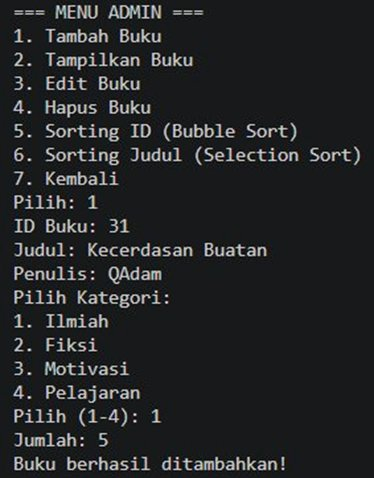 === MENU ADMIN ===
1. Tambah Buku
2. Tampilkan Buku
3. Edit Buku
4. Hapus Buku
5. Sorting ID (Bubble Sort)
6. Sorting Judul (Selection Sort)
7. Kembali
Pilih: 1
ID Buku: 31
Judul: Kecerdasan Buatan
Penulis: QAdam
Pilih Kategori:
1. Ilmiah
2. Fiksi
3. Motivasi
4. Pelajaran
Pilih (1-4): 1
Jumlah: 5
Buku berhasil ditambahkan!